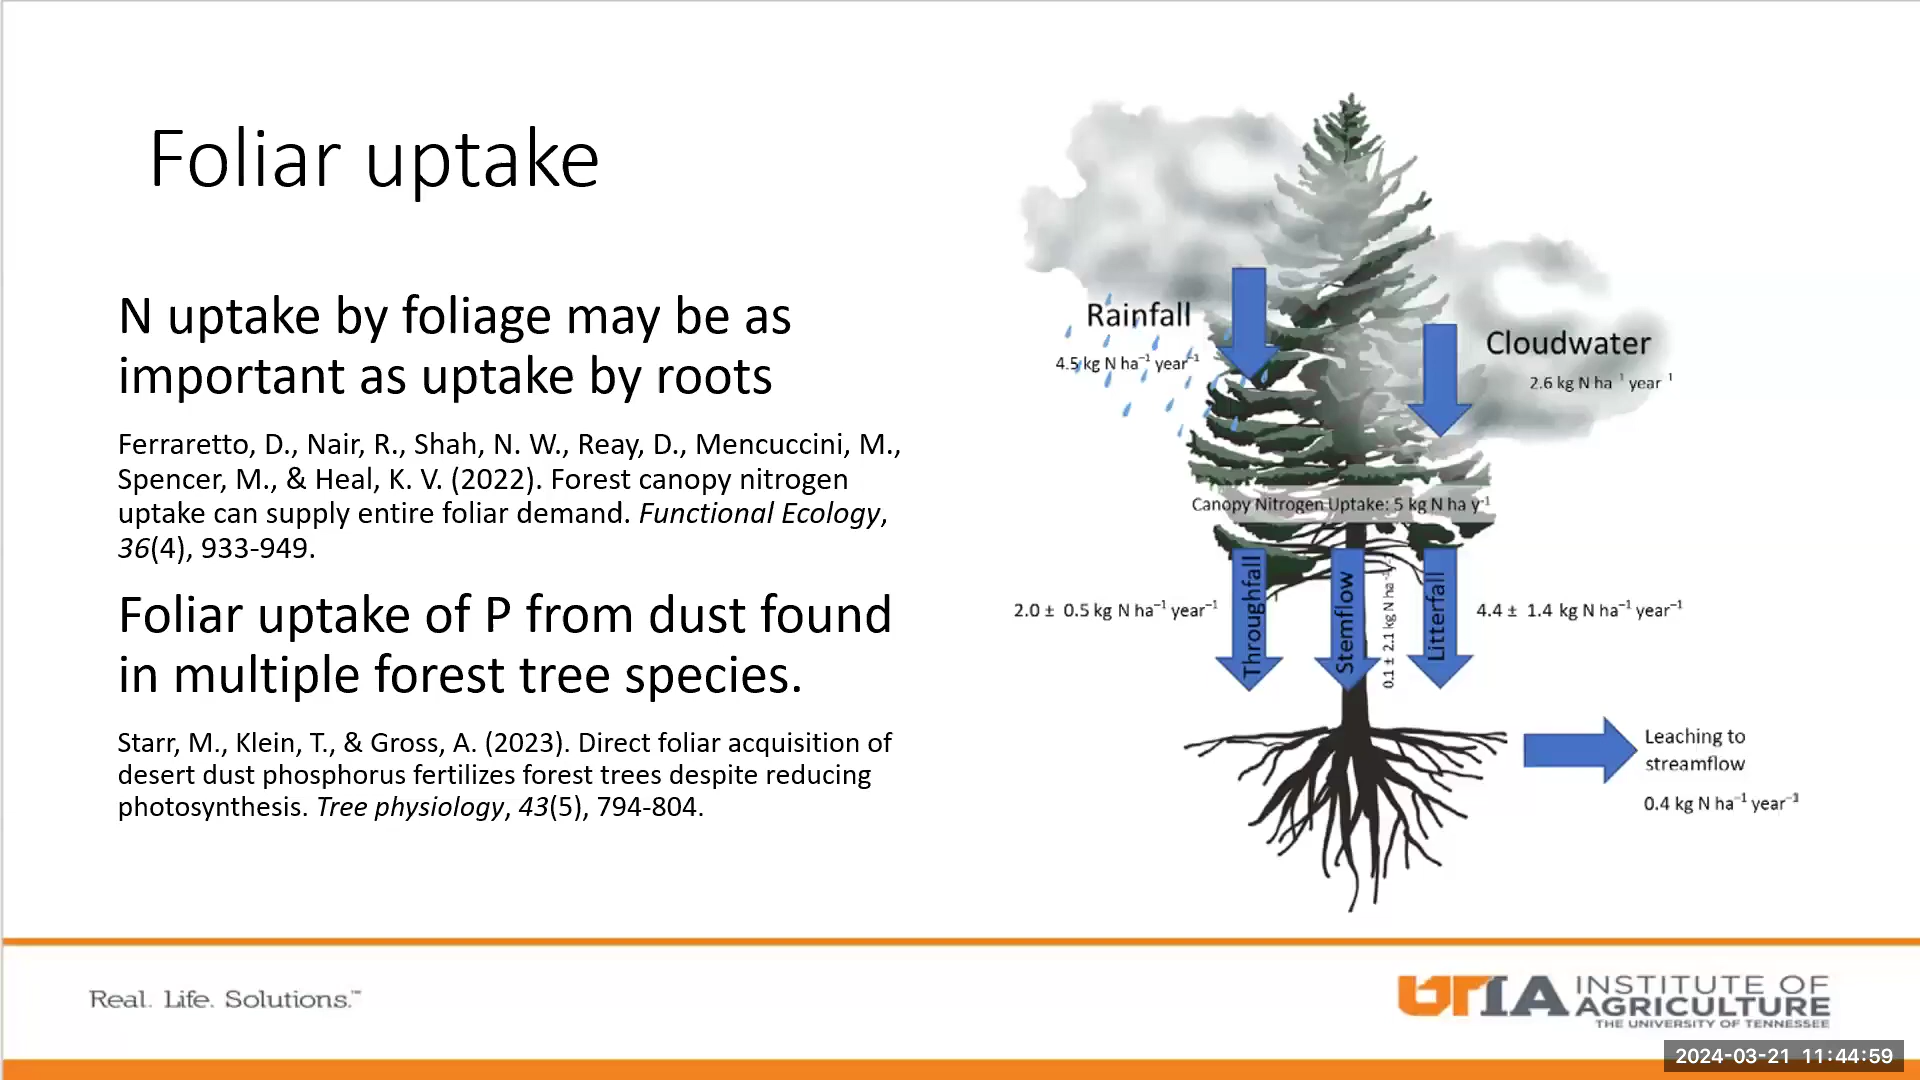 Foliar uptake
N uptake by foliage may be as
important as uptake by roots
Ferraretto, D., Nair, R., Shah, N. W., Reay, D., Mencuccini, M.,
Spencer, M., & Heal, K. V. (2022). Forest canopy nitrogen
uptake can supply entire foliar demand. Functional Ecology,
36(4), 933-949.
Foliar uptake of P from dust found
in multiple forest tree species.
Starr, M., Klein, T., & Gross, A. (2023). Direct foliar acquisition of
desert dust phosphorus fertilizes forest trees despite reducing
photosynthesis. Tree physiology, 43(5), 794-804.
Rainfall
4.5 kg N ha⁻¹ year⁻¹
Cloudwater
2.6 kg N ha ¹ year ¹
Canopy Nitrogen Uptake: 5 kg N ha y⁻¹
2.0 ± 0.5 kg N ha⁻¹ year⁻¹
Throughfall
Stemflow
0.1 ± 2.1 kg N ha⁻¹ y⁻¹
Litterfall
4.4 ± 1.4 kg N ha⁻¹ year⁻¹
Leaching to
streamflow
0.4 kg N ha⁻¹ year⁻¹
Real. Life. Solutions.™
UTIA INSTITUTE OF
AGRICULTURE
THE UNIVERSITY OF TENNESSEE
2024-03-21 11:44:59